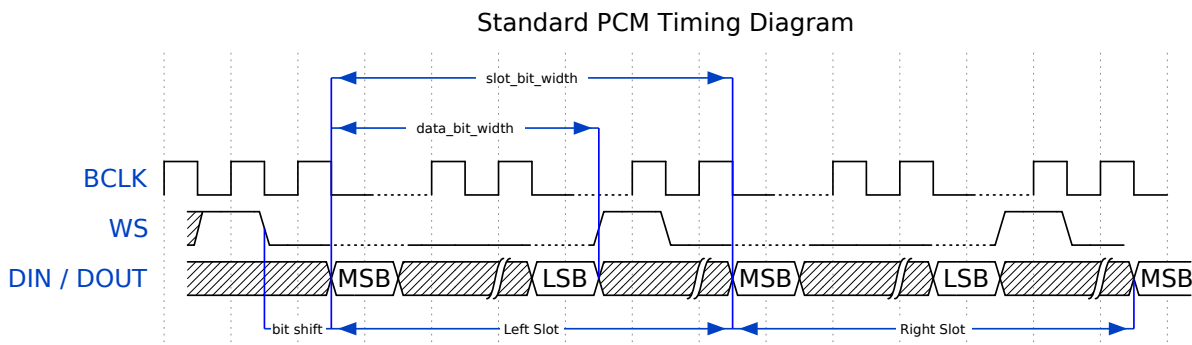 Standard PCM Timing Diagram
slot_bit_width
data_bit_width
BCLK
WS
DIN / DOUT MSB LSB MSB LSB MSB
bit shift Left Slot Right Slot